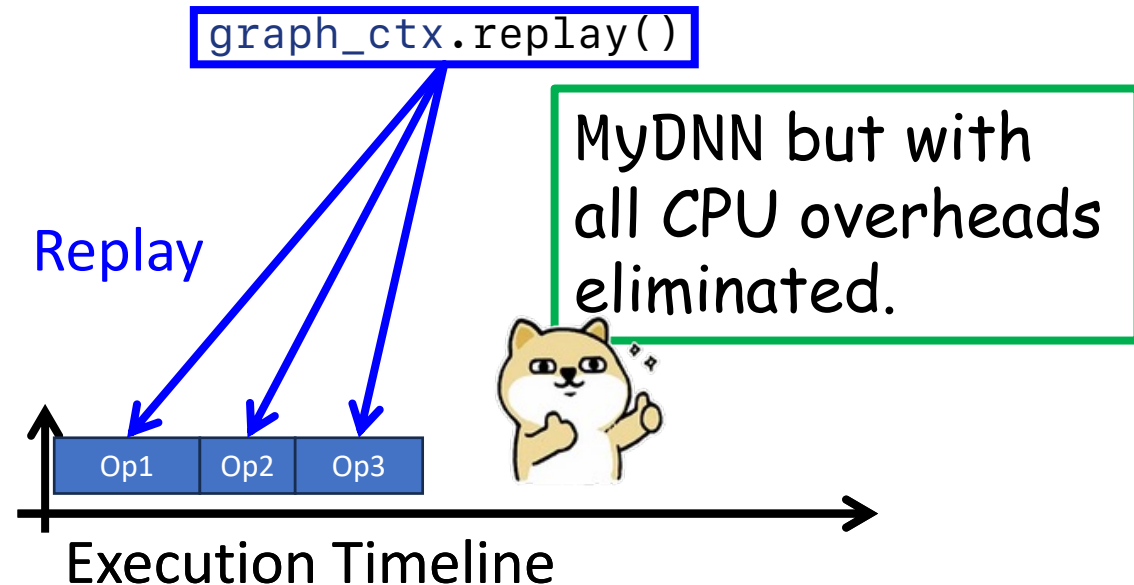 graph_ctx.replay()
MyDNN but with
all CPU overheads
eliminated.
Replay
Op1 Op2 Op3
Execution Timeline